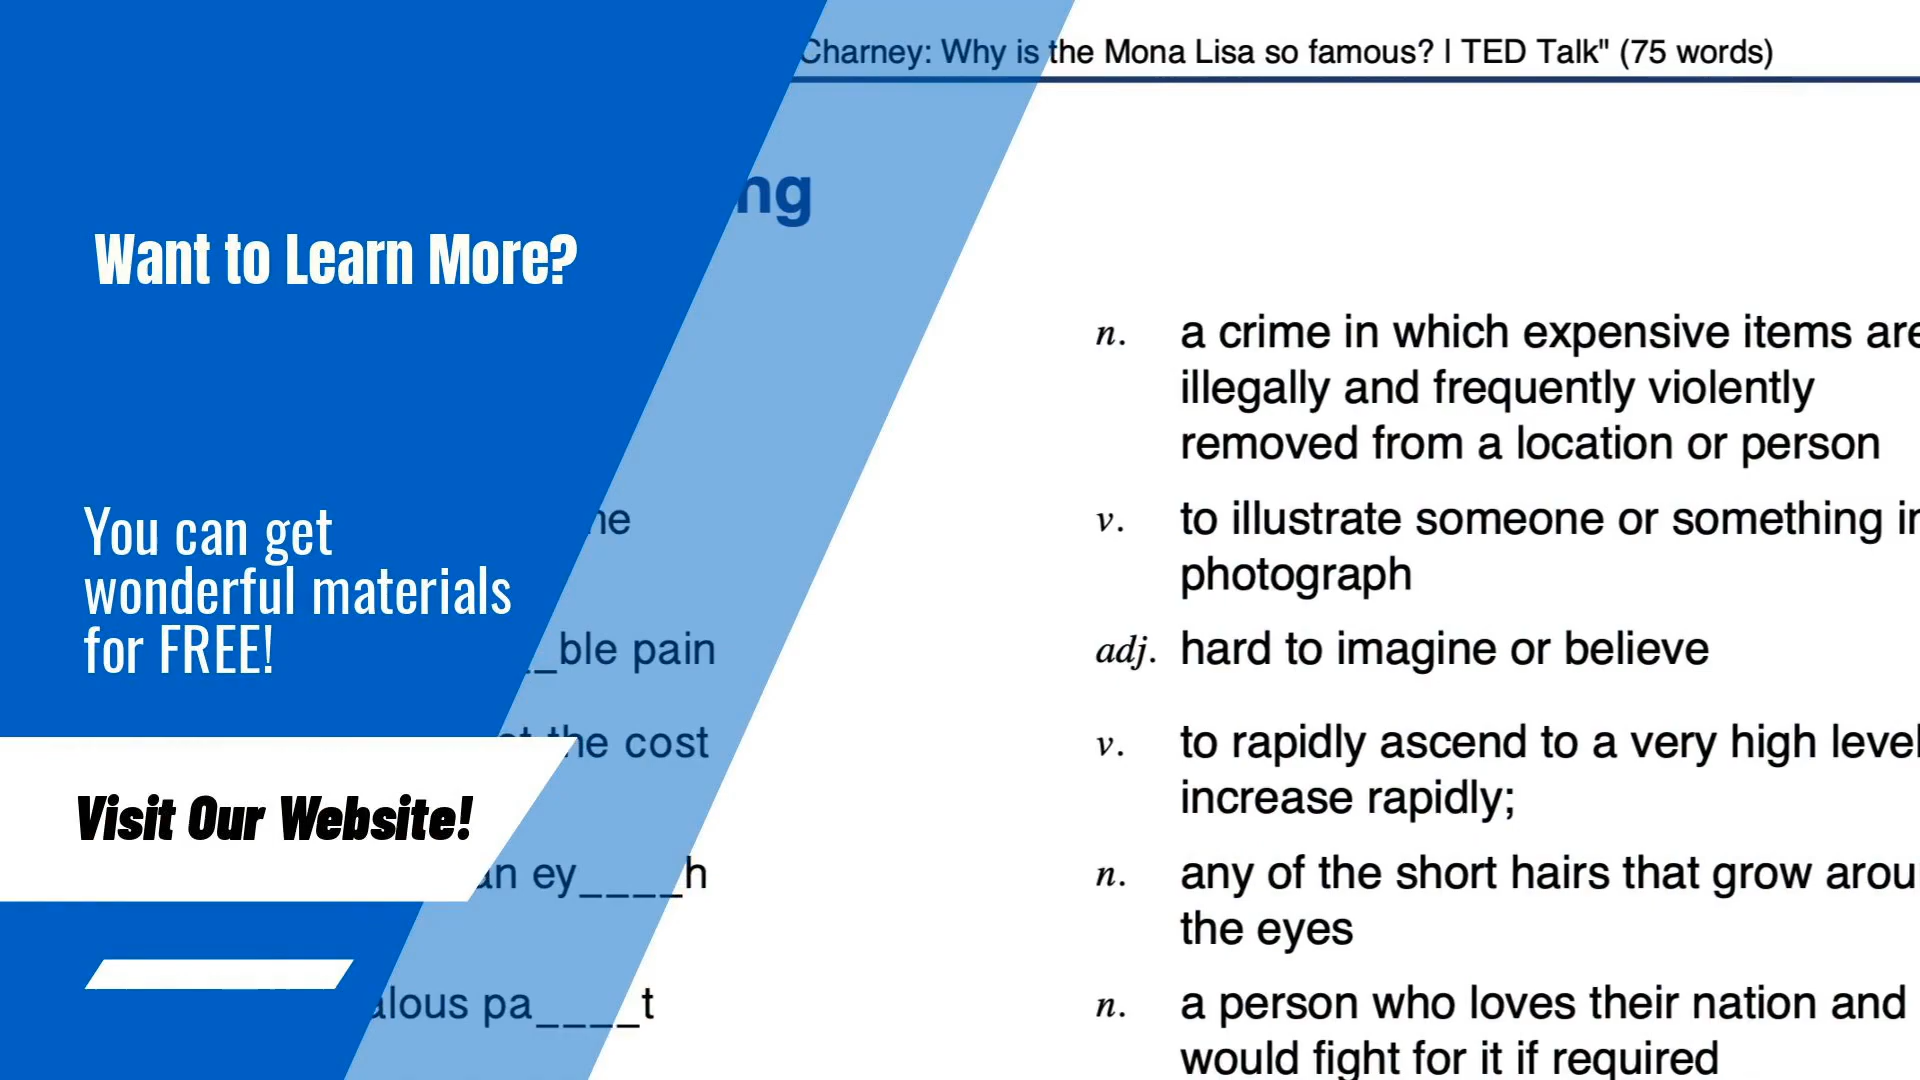 Charney: Why is the Mona Lisa so famous? | TED Talk" (75 words)
Want to Learn More?
You can get
wonderful materials
for FREE!
Visit Our Website!
n. a crime in which expensive items are
illegally and frequently violently
removed from a location or person
v. to illustrate someone or something in
photograph
_ble pain adj. hard to imagine or believe
the cost v. to rapidly ascend to a very high level
increase rapidly;
ey____h n. any of the short hairs that grow
the eyes
pa____t n. a person who loves their nation and
would fight for it if required